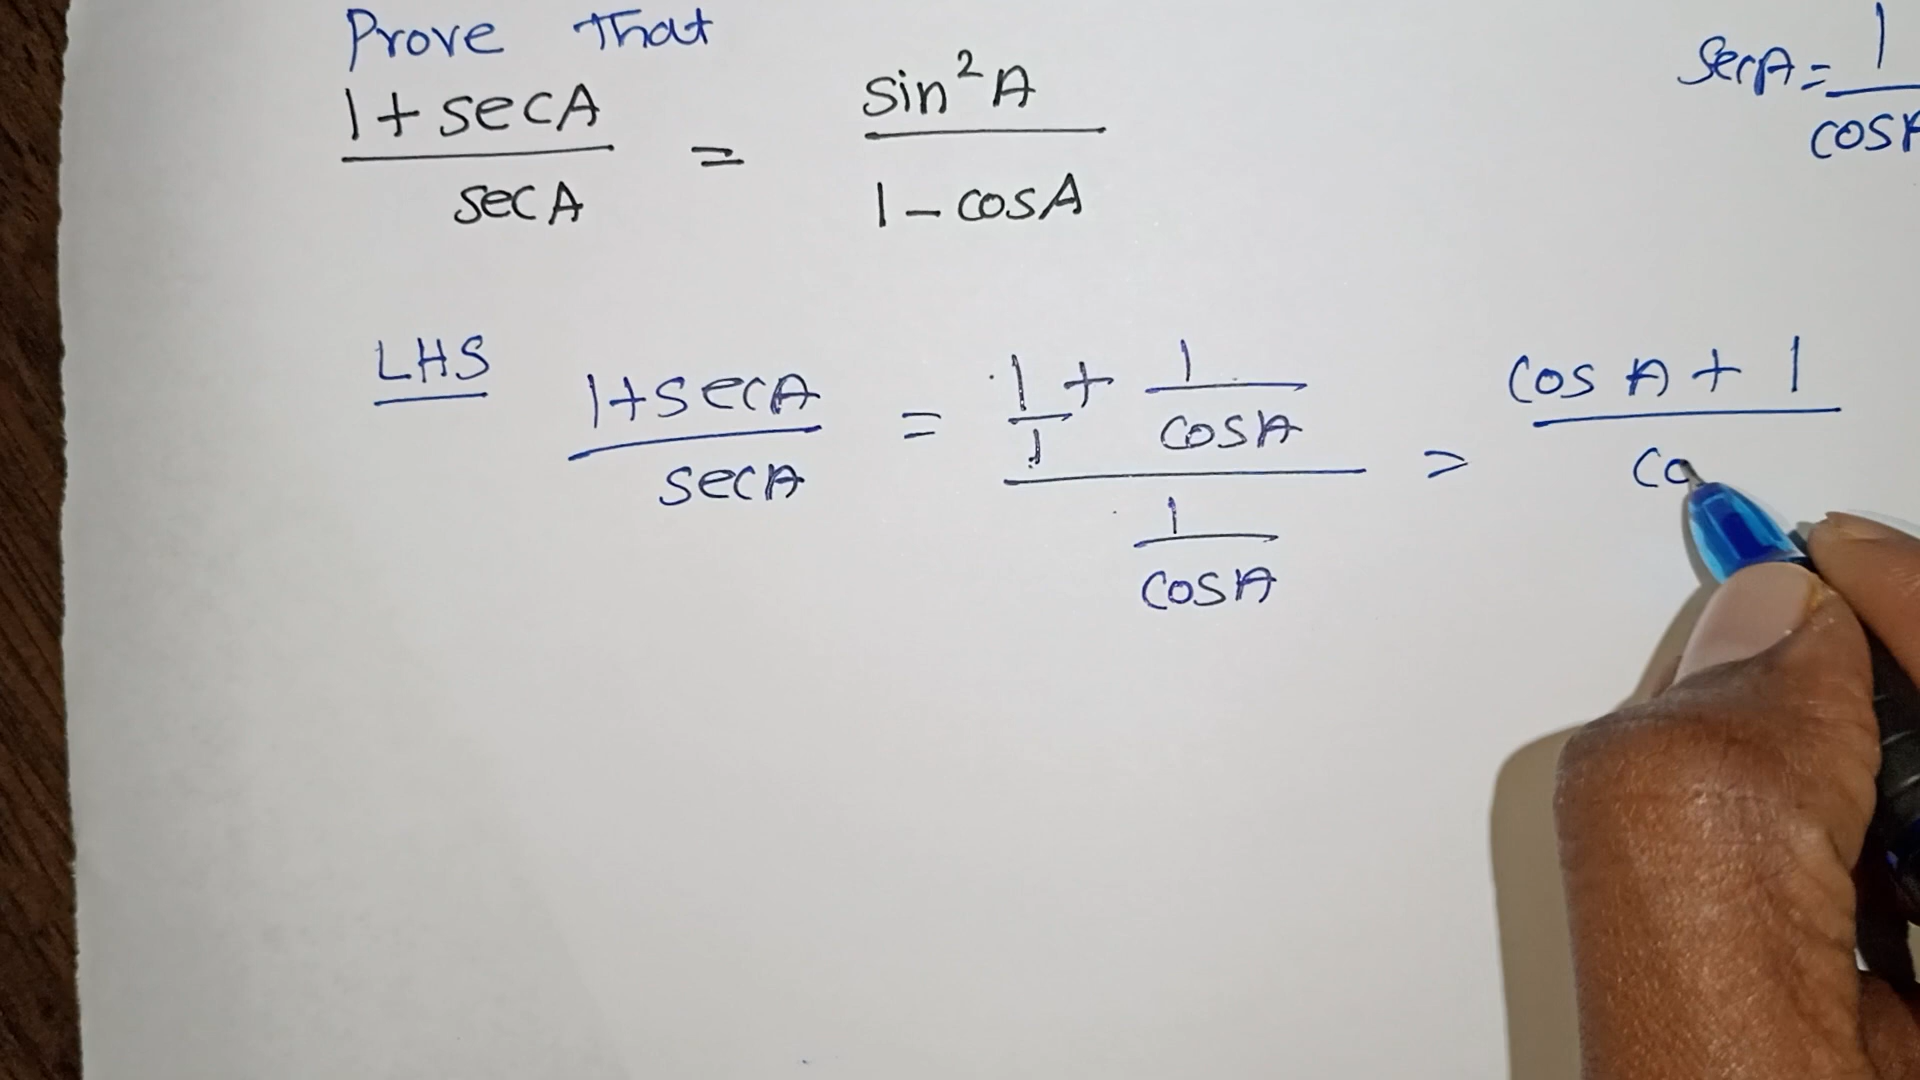 Prove That
1 + secA / secA = sin²A / 1 - cosA
SecA = 1 / COSA
LHS
1+secA / secA = 1/1 + 1/cosA / 1/cosA = cos A + 1 / co